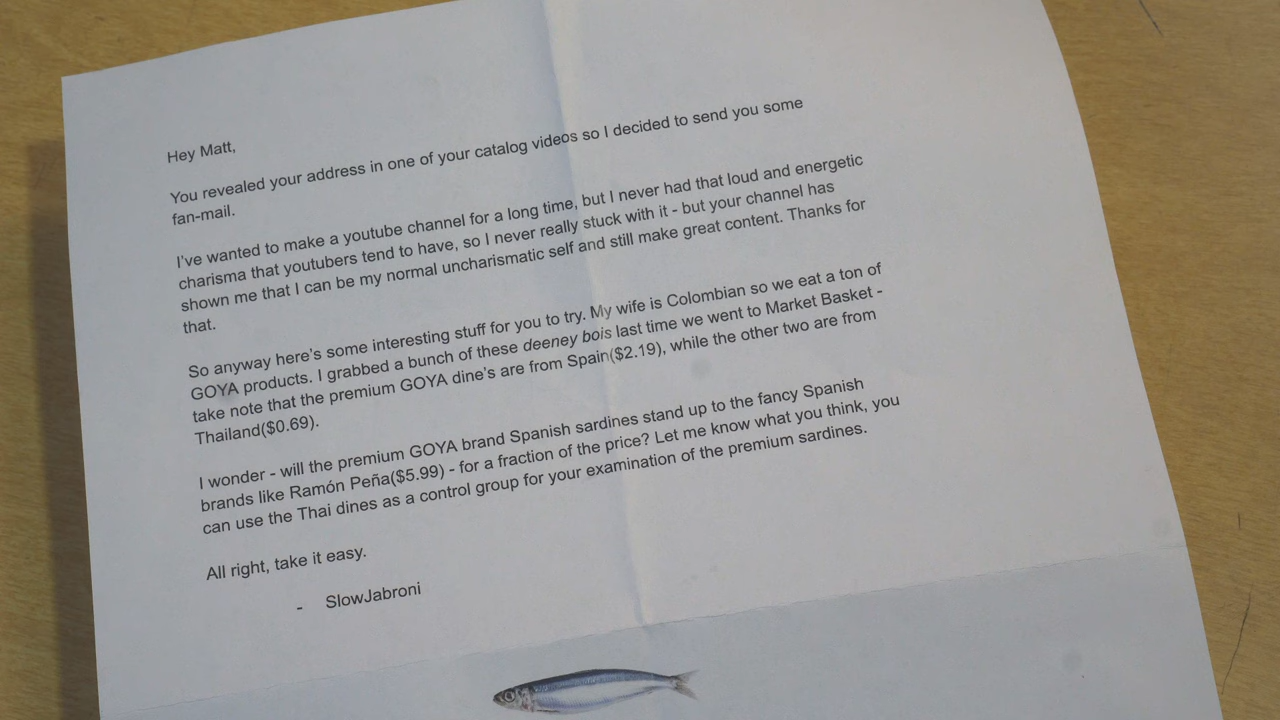 Hey Matt,
You revealed your address in one of your catalog videos so I decided to send you some
fan-mail.
I've wanted to make a youtube channel for a long time, but I never had that loud and energetic
charisma that youtubers tend to have, so I never really stuck with it - but your channel has
shown me that I can be my normal uncharismatic self and still make great content. Thanks for
that.
So anyway here's some interesting stuff for you to try. My wife is Colombian so we eat a ton of
GOYA products. I grabbed a bunch of these deeney bois last time we went to Market Basket -
take note that the premium GOYA dine's are from Spain($2.19), while the other two are from
Thailand($0.69).
I wonder - will the premium GOYA brand Spanish sardines stand up to the fancy Spanish
brands like Ramón Peña($5.99) - for a fraction of the price? Let me know what you think, you
can use the Thai dines as a control group for your examination of the premium sardines.
All right, take it easy.
- SlowJabroni